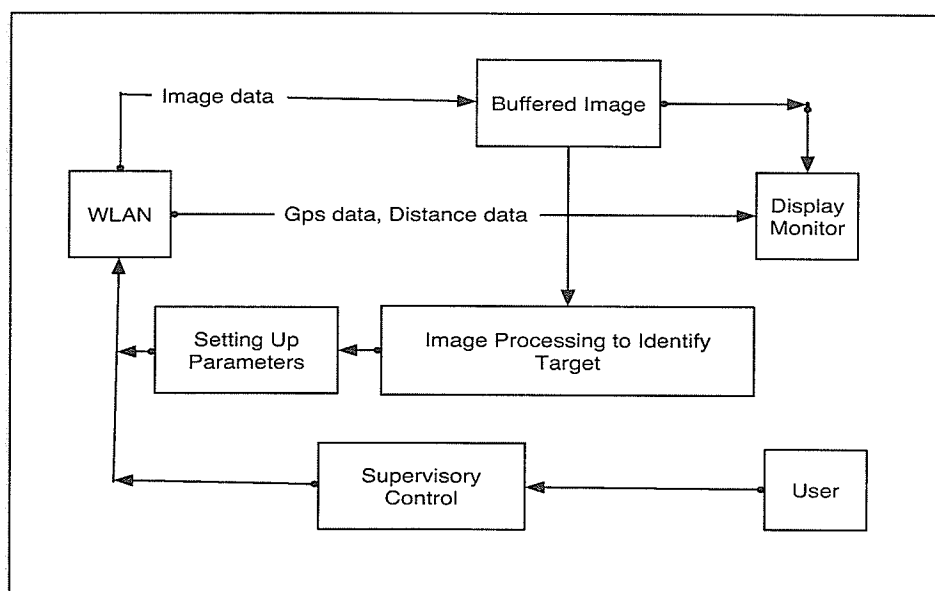 Image data
Buffered Image
WLAN
Gps data, Distance data
Display
Monitor
Setting Up
Parameters
Image Processing to Identify
Target
Supervisory
Control
User